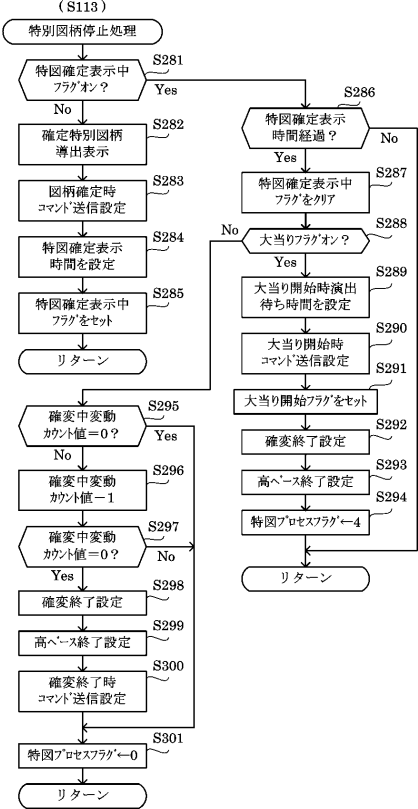 (S113)
特別図柄停止処理
特図確定表示中
フラグオン?
S281
No
Yes
確定特別図柄
導出表示
S282
図柄確定時
コマンド送信設定
S283
特図確定表示
時間を設定
S284
特図確定表示中
フラグをセット
S285
リターン
特図確定表示
時間経過?
S286
Yes
No
特図確定表示中
フラグをクリア
S287
大当りフラグオン?
S288
No
Yes
大当り開始時演出
待ち時間を設定
S289
大当り開始時
コマンド送信設定
S290
大当り開始フラグをセット
S291
確変終了設定
S292
高ベース終了設定
S293
特図プロセスフラグ←4
S294
リターン
確変中変動
カウント値=0?
S295
Yes
No
確変中変動
カウント値-1
S296
確変中変動
カウント値=0?
S297
No
Yes
確変終了設定
S298
高ベース終了設定
S299
確変終了時
コマンド送信設定
S300
特図プロセスフラグ←0
S301
リターン